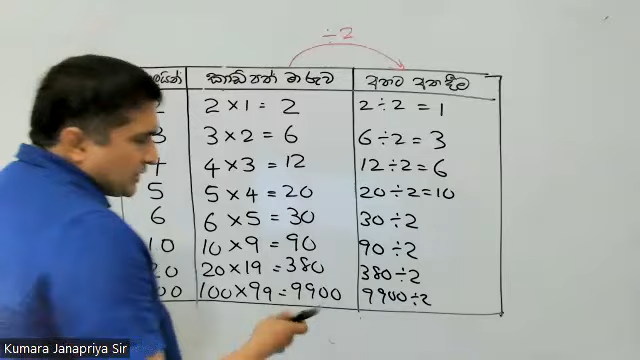 ÷2
කාඩ්පත් මාරුව අතට අත දීම
2×1= 2 2÷2 =1
3 3×2 = 6 6÷2= 3
4 4×3 =12 12÷2= 6
5 5×4 =20 20÷2=10
6 6×5 =30 30÷2
10 10×9 =90 90÷2
20 20×19 =380 380÷2
00 100×99=9900 9900÷2
Kumara Janapriya Sir